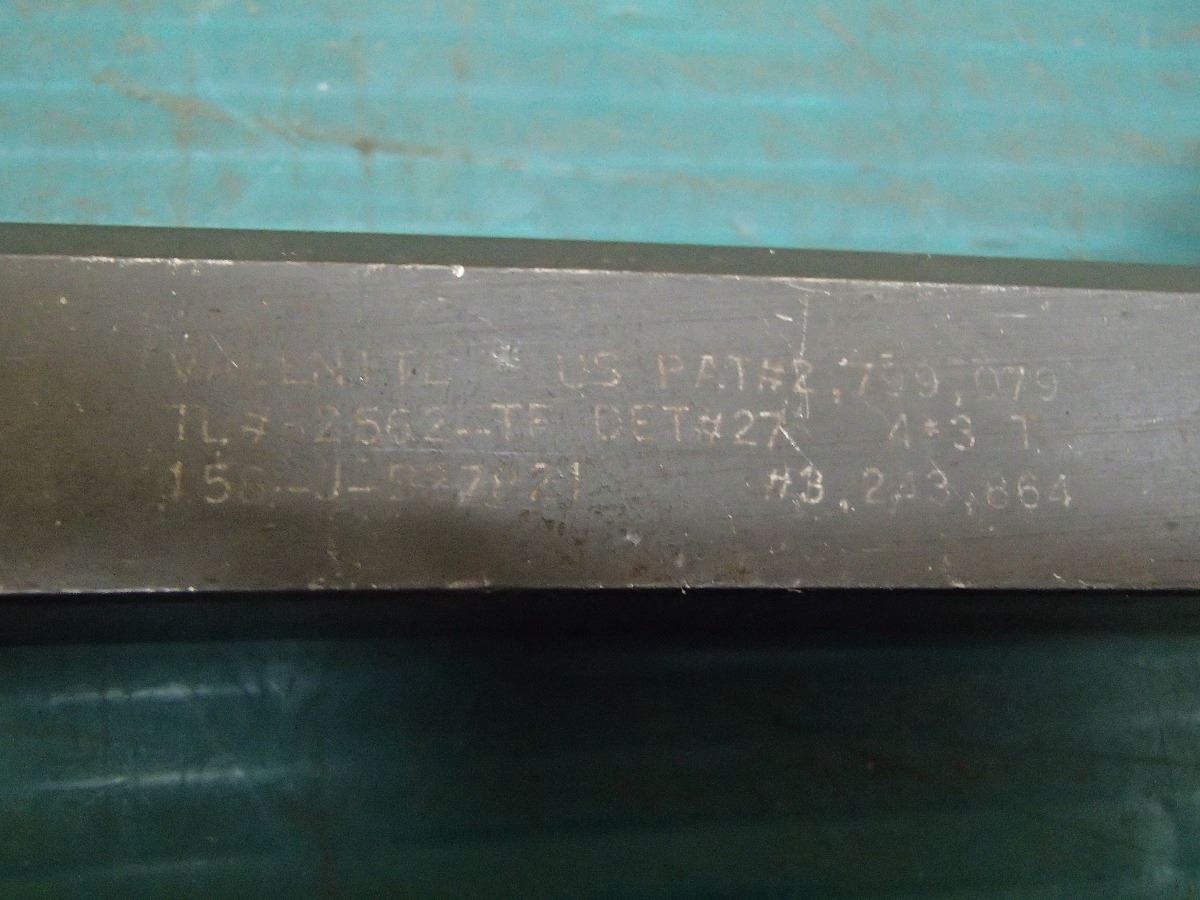 VALENITE * US PAT#2,799,079
TL#-2562-TF DET#27 4*3 T
#3,243,864